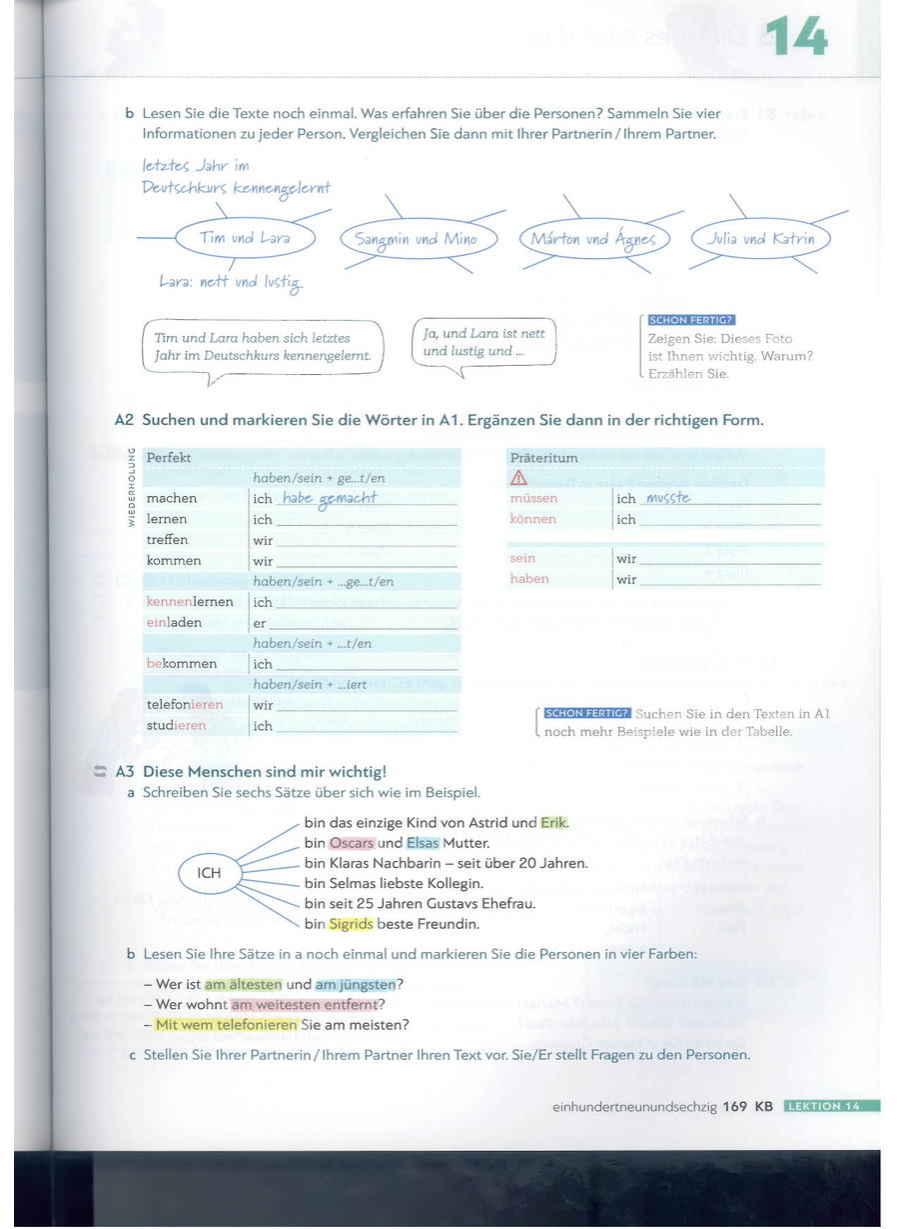 14
b Lesen Sie die Texte noch einmal. Was erfahren Sie über die Personen? Sammeln Sie vier
Informationen zu jeder Person. Vergleichen Sie dann mit Ihrer Partnerin / Ihrem Partner.
letztes Jahr im
Deutschkurs kennengelernt
Tim und Lara
Sangmin und Mino
Márton und Ágnes
Julia und Katrin
Lara: nett und lustig
Tim und Lara haben sich letztes
Jahr im Deutschkurs kennengelernt.
Ja, und Lara ist nett
und lustig und ...
SCHON FERTIG?
Zeigen Sie: Dieses Foto
ist Ihnen wichtig. Warum?
Erzählen Sie.
A2 Suchen und markieren Sie die Wörter in A1. Ergänzen Sie dann in der richtigen Form.
WIEDERHOLUNG
Perfekt
haben/sein + ge...t/en
machen ich habe gemacht
lernen ich
treffen wir
kommen wir
haben/sein + ...ge...t/en
kennenlernen ich
einladen er
haben/sein + ...t/en
bekommen ich
haben/sein + ...iert
telefonieren wir
studieren ich
Präteritum
müssen ich musste
können ich
sein wir
haben wir
SCHON FERTIG? Suchen Sie in den Texten in A1
noch mehr Beispiele wie in der Tabelle.
A3 Diese Menschen sind mir wichtig!
a Schreiben Sie sechs Sätze über sich wie im Beispiel.
ICH
bin das einzige Kind von Astrid und Erik.
bin Oscars und Elsas Mutter.
bin Klaras Nachbarin – seit über 20 Jahren.
bin Selmas liebste Kollegin.
bin seit 25 Jahren Gustavs Ehefrau.
bin Sigrids beste Freundin.
b Lesen Sie Ihre Sätze in a noch einmal und markieren Sie die Personen in vier Farben:
– Wer ist am ältesten und am jüngsten?
– Wer wohnt am weitesten entfernt?
– Mit wem telefonieren Sie am meisten?
c Stellen Sie Ihrer Partnerin / Ihrem Partner Ihren Text vor. Sie/Er stellt Fragen zu den Personen.
einhundertneunundsechzig 169 KB LEKTION 14